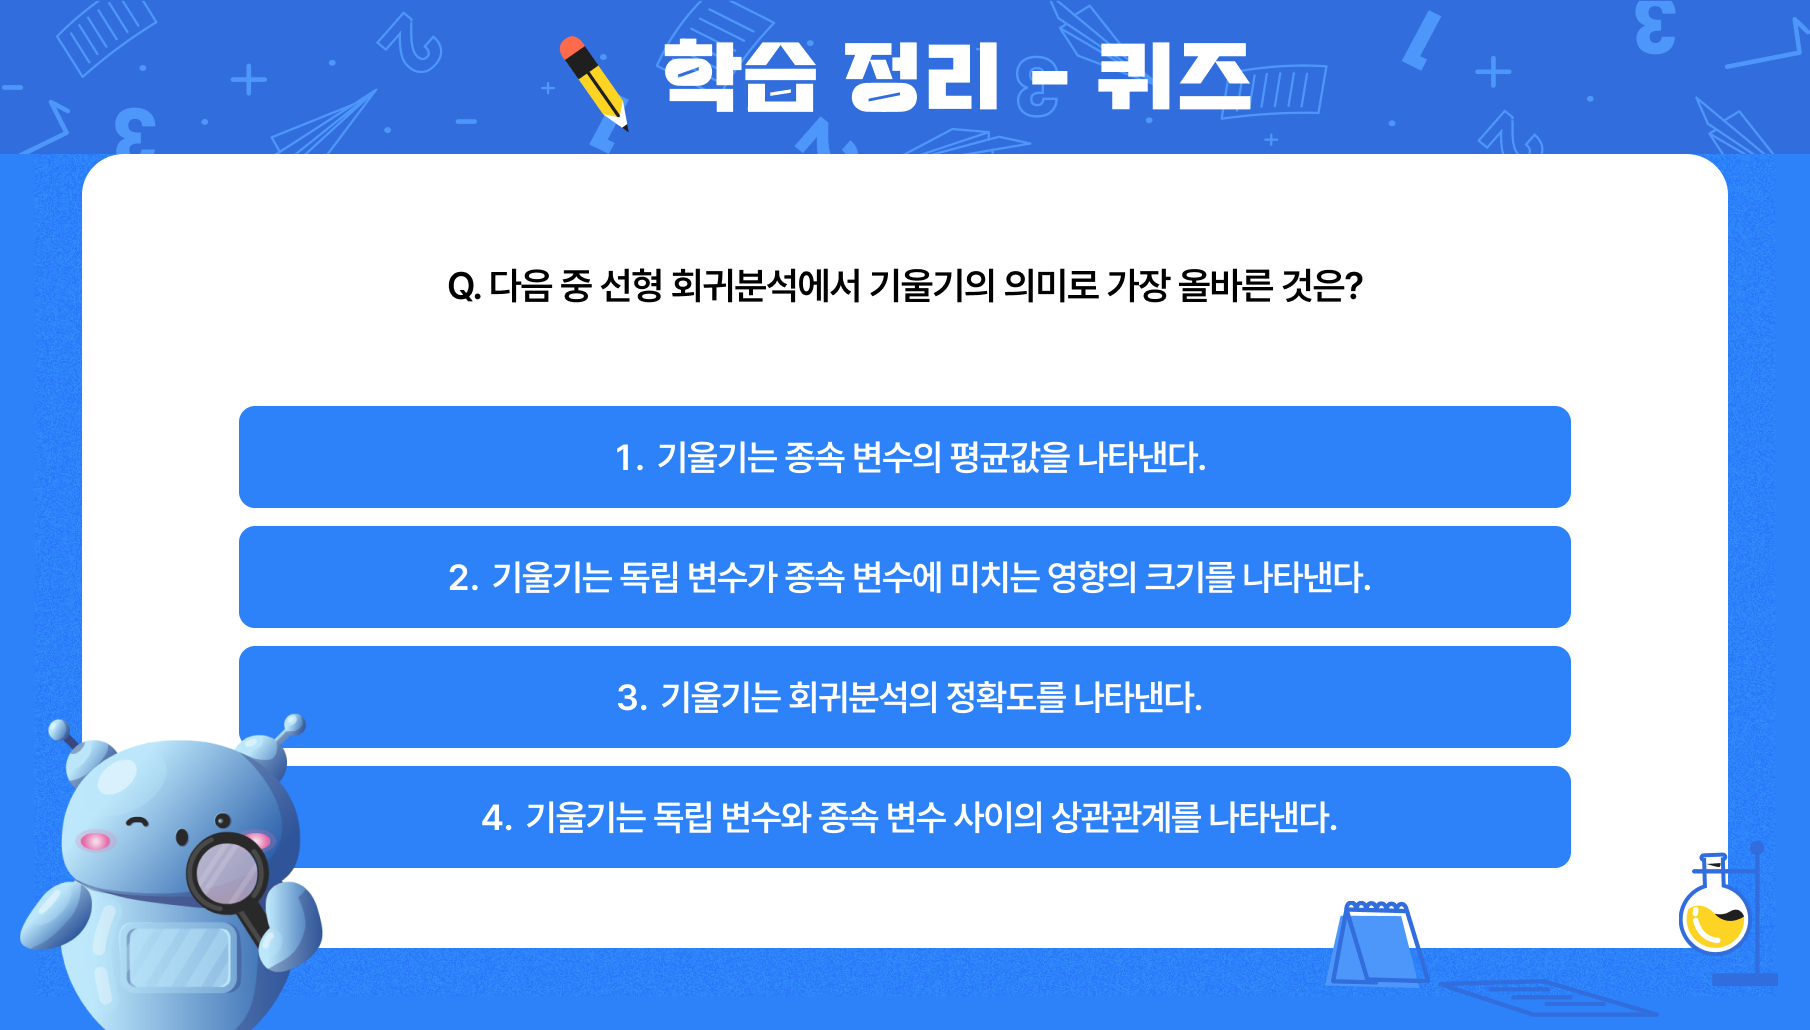 학습 정리 - 퀴즈
Q. 다음 중 선형 회귀분석에서 기울기의 의미로 가장 올바른 것은?
1. 기울기는 종속 변수의 평균값을 나타낸다.
2. 기울기는 독립 변수가 종속 변수에 미치는 영향의 크기를 나타낸다.
3. 기울기는 회귀분석의 정확도를 나타낸다.
4. 기울기는 독립 변수와 종속 변수 사이의 상관관계를 나타낸다.